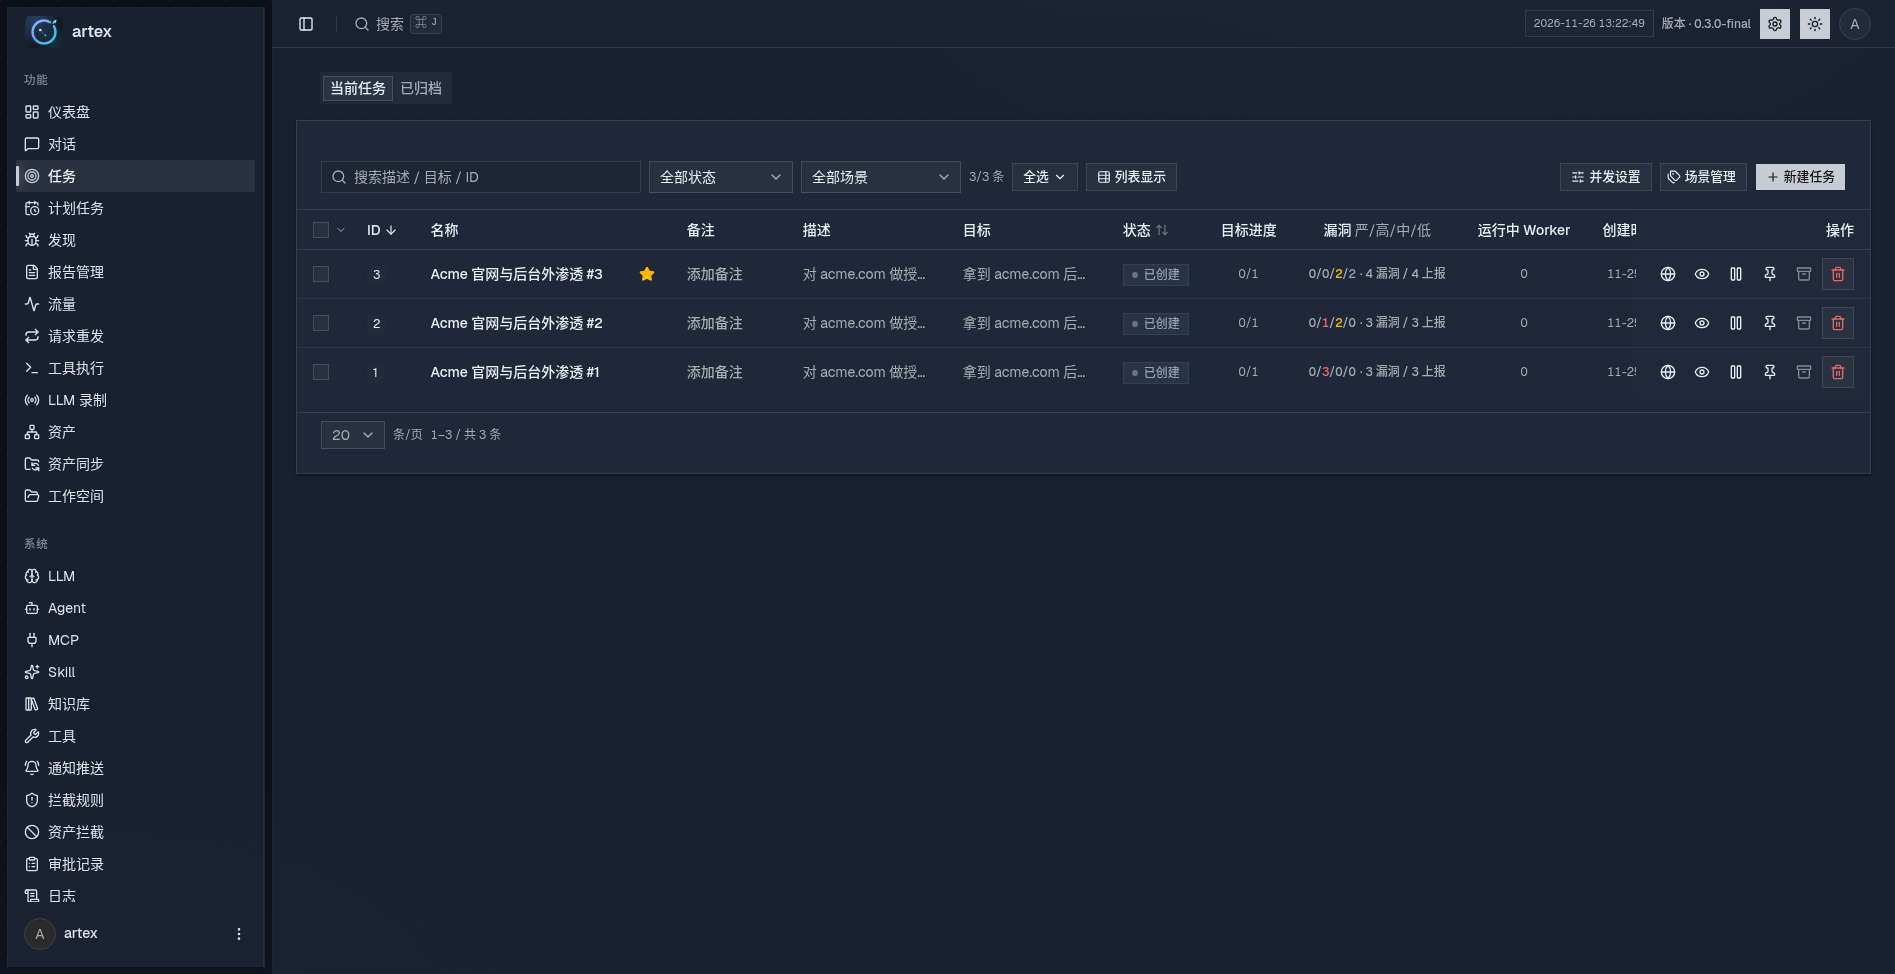 artex
功能
仪表盘
对话
任务
计划任务
发现
报告管理
流量
请求重发
工具执行
LLM 录制
资产
资产同步
工作空间
系统
LLM
Agent
MCP
Skill
知识库
工具
通知推送
拦截规则
资产拦截
审批记录
日志
A artex
搜索 ⌘ J
2026-11-26 13:22:49 版本 · 0.3.0-final A
当前任务 已归档
搜索描述 / 目标 / ID 全部状态 全部场景 3/3 条 全选 列表显示 并发设置 场景管理 新建任务
ID 名称 备注 描述 目标 状态 目标进度 漏洞 严/高/中/低 运行中 Worker 创建 操作
3 Acme 官网与后台外渗透 #3 添加备注 对 acme.com 做授... 拿到 acme.com 后... 已创建 0/1 0/0/2/2 · 4 漏洞 / 4 上报 0 11-25
2 Acme 官网与后台外渗透 #2 添加备注 对 acme.com 做授... 拿到 acme.com 后... 已创建 0/1 0/1/2/0 · 3 漏洞 / 3 上报 0 11-25
1 Acme 官网与后台外渗透 #1 添加备注 对 acme.com 做授... 拿到 acme.com 后... 已创建 0/1 0/3/0/0 · 3 漏洞 / 3 上报 0 11-25
20 条/页 1–3 / 共 3 条